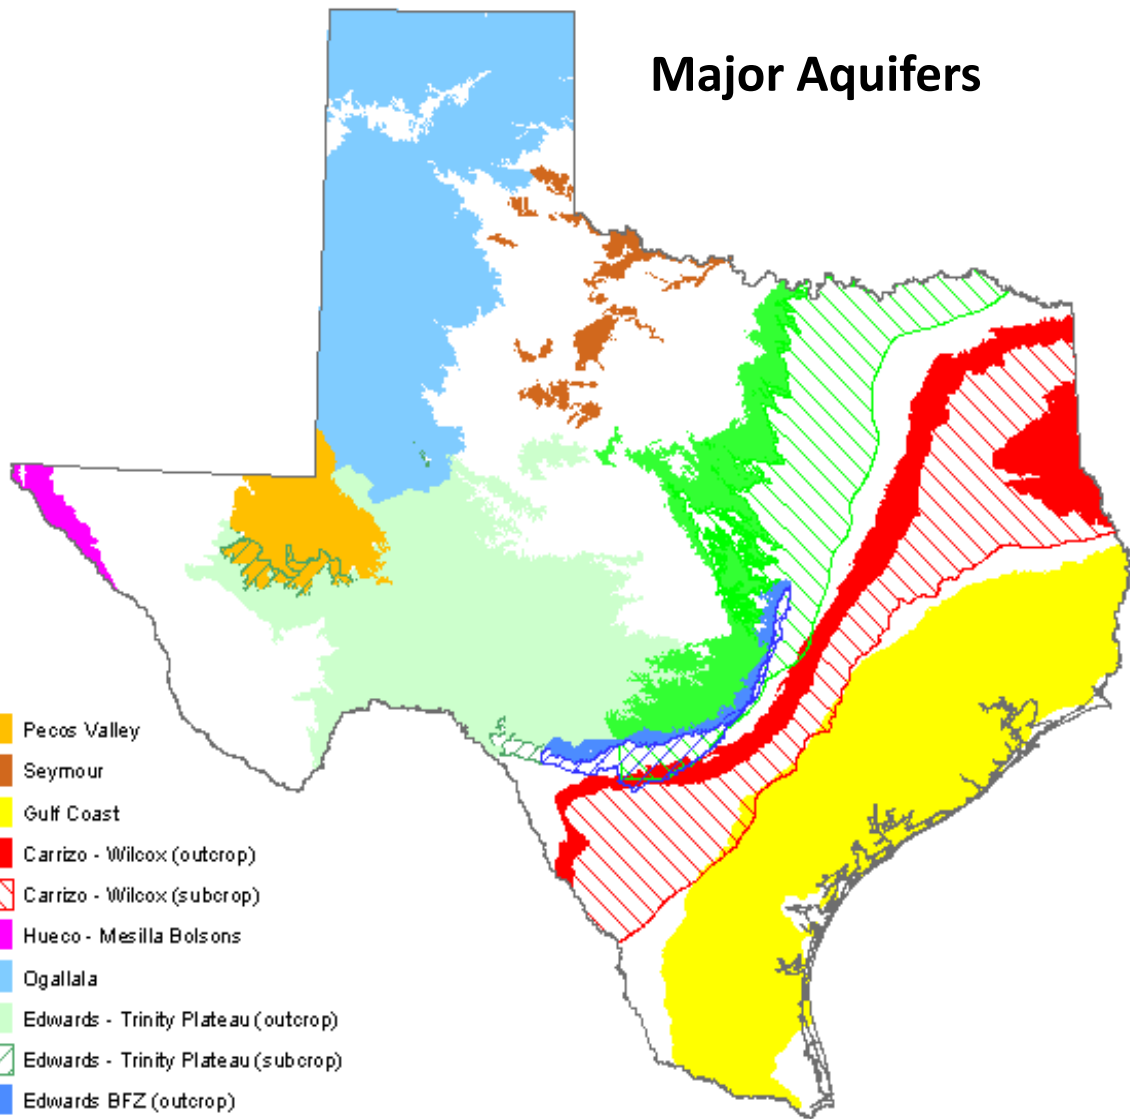 Major Aquifers
Pecos Valley
Seymour
Gulf Coast
Carrizo - Wilcox (outcrop)
Carrizo - Wilcox (subcrop)
Hueco - Mesilla Bolsons
Ogallala
Edwards - Trinity Plateau (outcrop)
Edwards - Trinity Plateau (subcrop)
Edwards BFZ (outcrop)